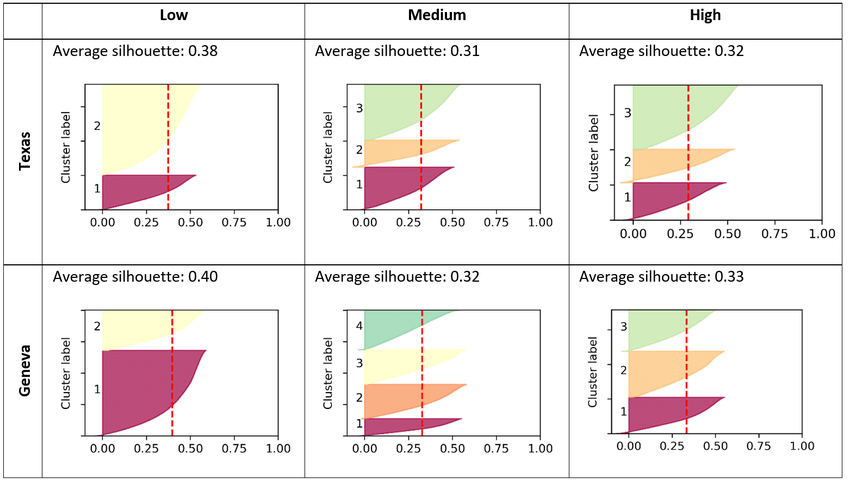 Low Medium High
Texas
Average silhouette: 0.38
Cluster label
2
1
0.00 0.25 0.50 0.75 1.00
Average silhouette: 0.31
Cluster label
3
2
1
0.00 0.25 0.50 0.75 1.00
Average silhouette: 0.32
Cluster label
3
2
1
0.00 0.25 0.50 0.75 1.00
Geneva
Average silhouette: 0.40
Cluster label
2
1
0.00 0.25 0.50 0.75 1.00
Average silhouette: 0.32
Cluster label
4
3
2
1
0.00 0.25 0.50 0.75 1.00
Average silhouette: 0.33
Cluster label
3
2
1
0.00 0.25 0.50 0.75 1.00